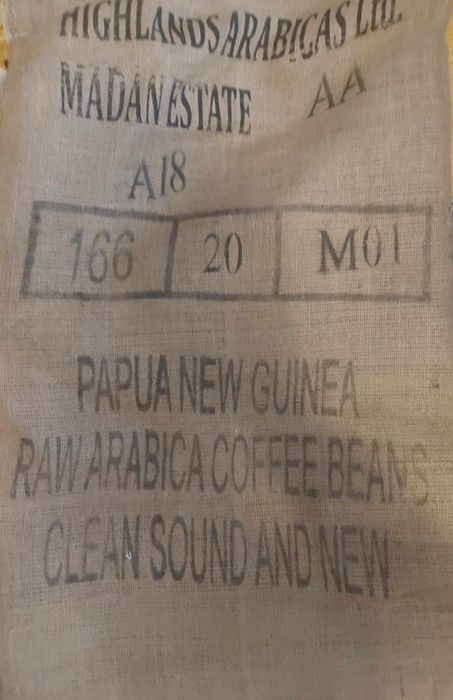 HIGHLANDS ARABICAS LTD.
MADAN ESTATE AA
A18
166 20 M01
PAPUA NEW GUINEA
RAW ARABICA COFFEE BEANS
CLEAN SOUND AND NEW